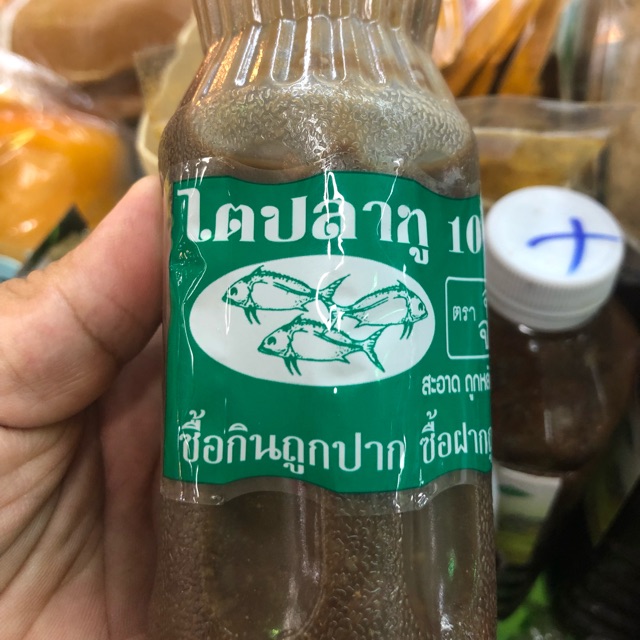 ไตปลาทู 10
ตรา
สะอาด
ซื้อกินถูกปาก ซื้อฝาก